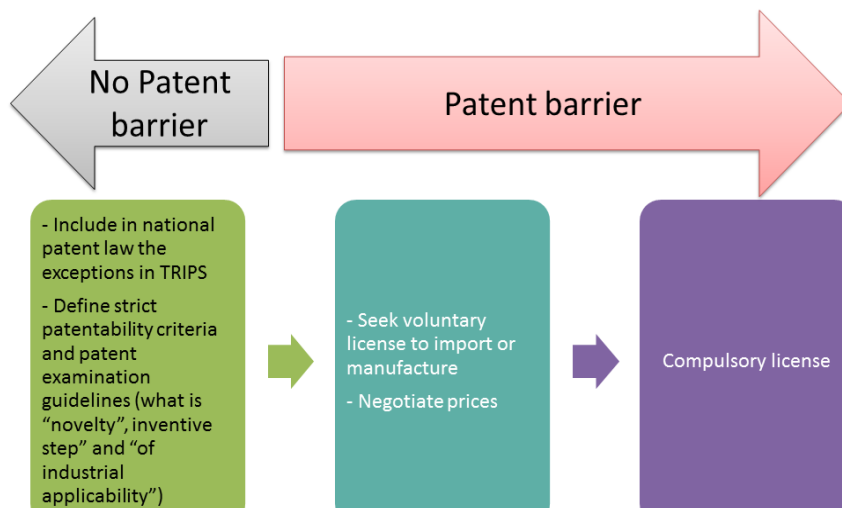 No Patent
barrier
Patent barrier
- Include in national
patent law the
exceptions in TRIPS
- Define strict
patentability criteria
and patent
examination
guidelines (what is
“novelty”, inventive
step” and “of
industrial
applicability”)
- Seek voluntary
license to import or
manufacture
- Negotiate prices
Compulsory license